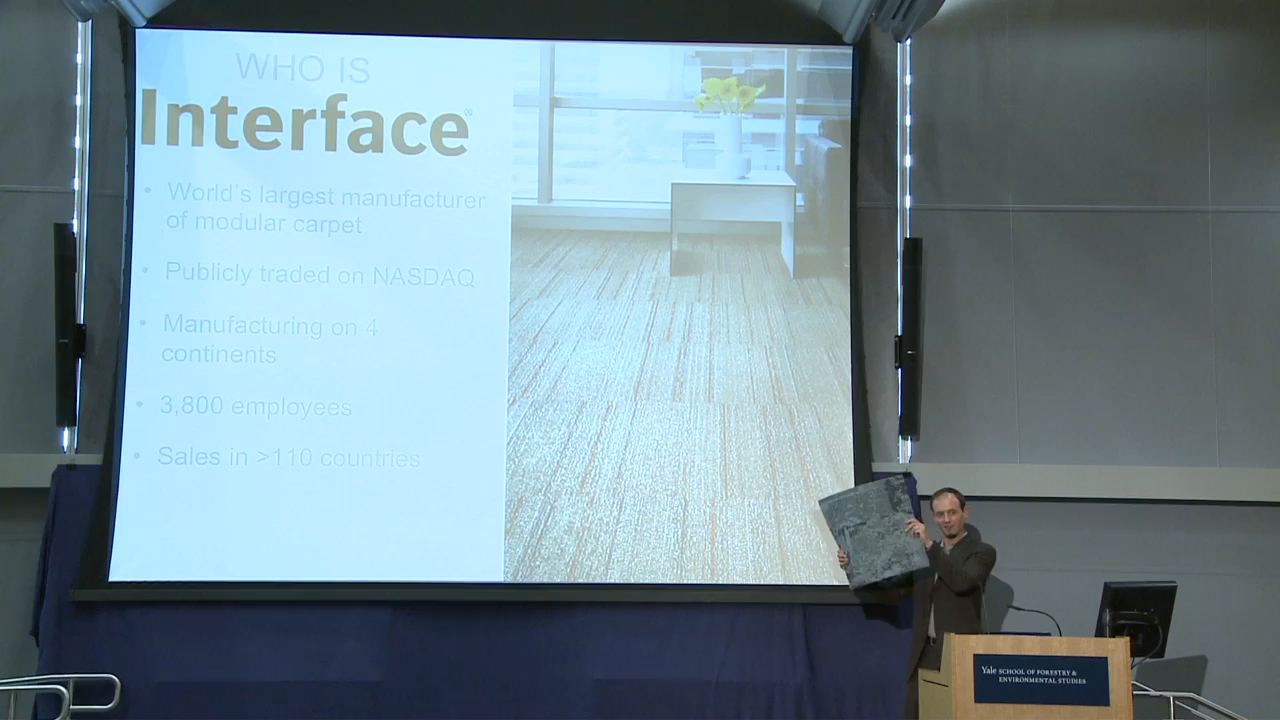 WHO IS
Interface®
• World's largest manufacturer
of modular carpet
• Publicly traded on NASDAQ
• Manufacturing on 4
continents
• 3,800 employees
• Sales in >110 countries
Yale SCHOOL OF FORESTRY &
ENVIRONMENTAL STUDIES